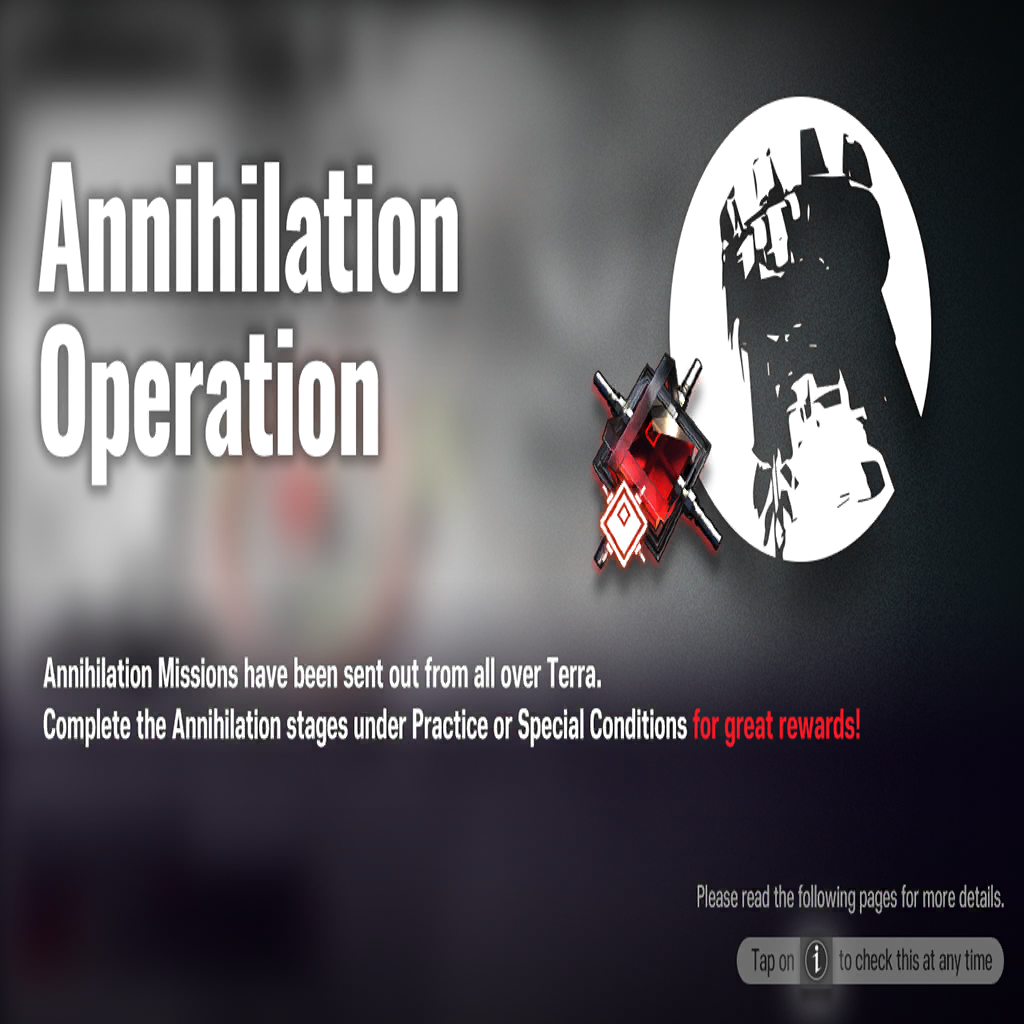 Annihilation
Operation
Annihilation Missions have been sent out from all over Terra.
Complete the Annihilation stages under Practice or Special Conditions for great rewards!
Please read the following pages for more details.
Tap on i to check this at any time